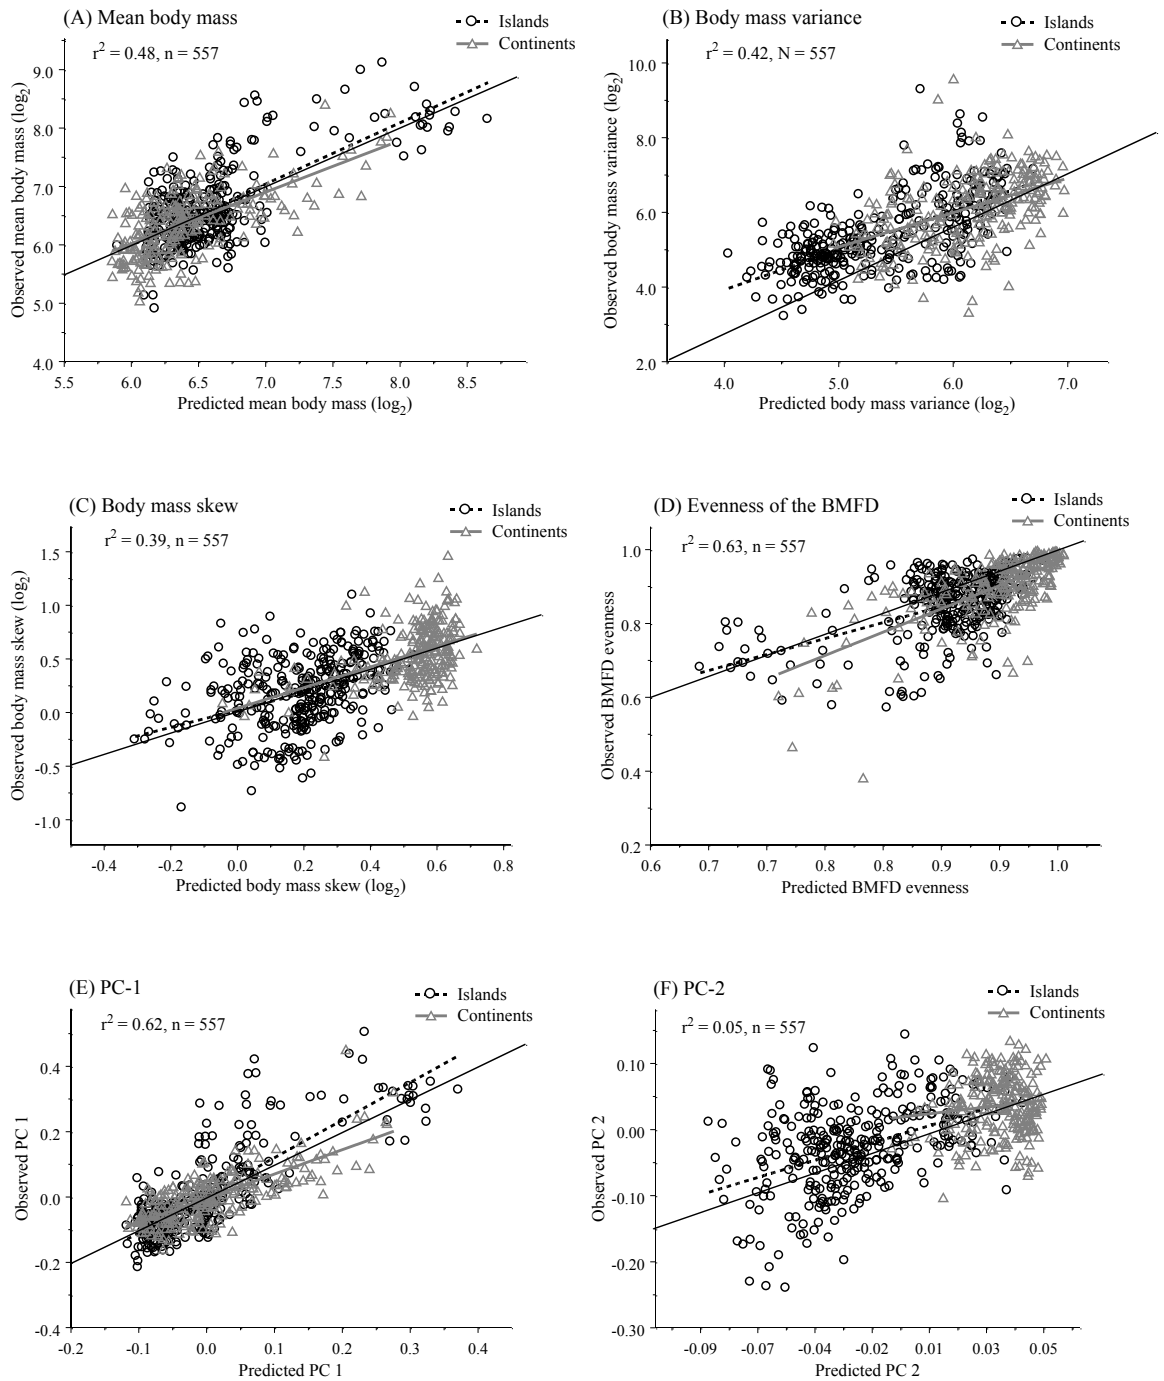 (A) Mean body mass
Islands
Continents
r2 = 0.48, n = 557
9.0
8.0
7.0
6.0
5.0
4.0
Observed mean body mass (log2)
5.5 6.0 6.5 7.0 7.5 8.0 8.5
Predicted mean body mass (log2)
(B) Body mass variance
Islands
Continents
r2 = 0.42, N = 557
10.0
8.0
6.0
4.0
2.0
Observed body mass variance (log2)
4.0 5.0 6.0 7.0
Predicted body mass variance (log2)
(C) Body mass skew
Islands
Continents
r2 = 0.39, n = 557
1.5
1.0
0.5
0.0
-0.5
-1.0
Observed body mass skew (log2)
-0.4 -0.2 0.0 0.2 0.4 0.6 0.8
Predicted body mass skew (log2)
(D) Evenness of the BMFD
Islands
Continents
r2 = 0.63, n = 557
1.0
0.8
0.6
0.4
0.2
Observed BMFD evenness
0.6 0.7 0.7 0.8 0.8 0.9 0.9 1.0
Predicted BMFD evenness
(E) PC-1
Islands
Continents
r2 = 0.62, n = 557
0.4
0.2
0.0
-0.2
-0.4
Observed PC 1
-0.2 -0.1 0.0 0.1 0.2 0.3 0.4
Predicted PC 1
(F) PC-2
Islands
Continents
r2 = 0.05, n = 557
0.10
0.00
-0.10
-0.20
-0.30
Observed PC 2
-0.09 -0.07 -0.04 -0.02 0.01 0.03 0.05
Predicted PC 2